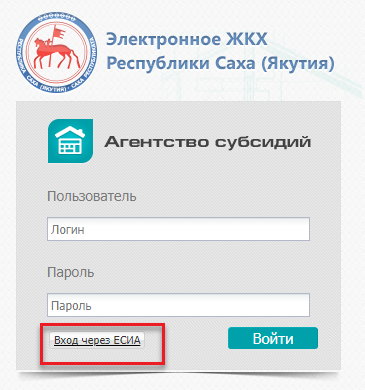 Электронное ЖКХ
Республики Саха (Якутия)
Агентство субсидий
Пользователь
Логин
Пароль
Пароль
Вход через ЕСИА
Войти